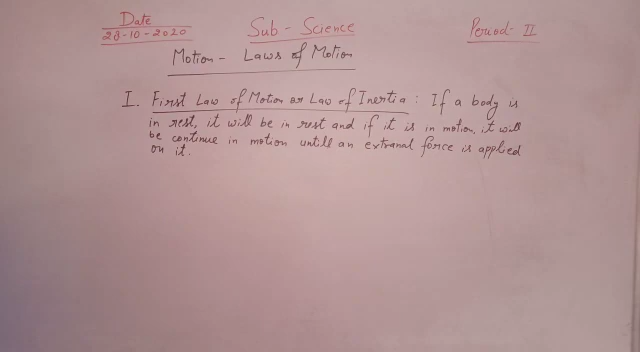 Date Sub - Science Period- II
28-10-2020
Motion - Laws of Motion
I. First Law of Motion or Law of Inertia : If a body is
in rest, it will be in rest and if it is in motion, it will
be continue in motion untill an extranal force is applied
on it.